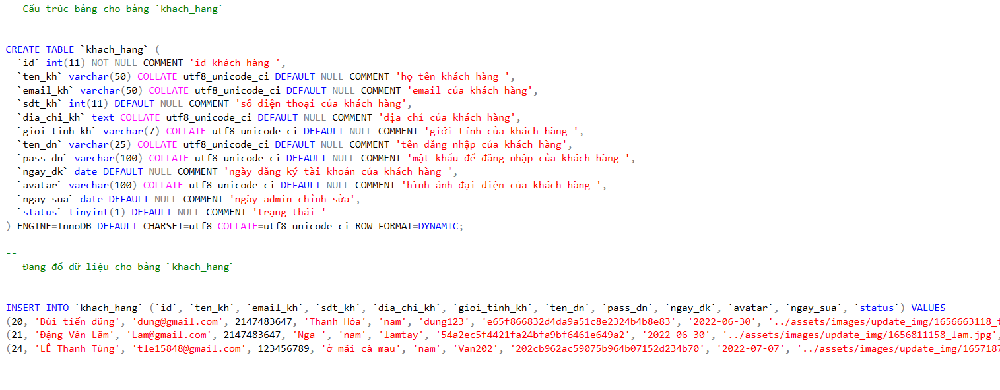 -- Cấu trúc bảng cho bảng `khach_hang`
--
CREATE TABLE `khach_hang` (
`id` int(11) NOT NULL COMMENT 'id khách hàng ',
`ten_kh` varchar(50) COLLATE utf8_unicode_ci DEFAULT NULL COMMENT 'họ tên khách hàng ',
`email_kh` varchar(50) COLLATE utf8_unicode_ci DEFAULT NULL COMMENT 'email của khách hàng',
`sdt_kh` int(11) DEFAULT NULL COMMENT 'số điện thoại của khách hàng',
`dia_chi_kh` text COLLATE utf8_unicode_ci DEFAULT NULL COMMENT 'địa chỉ của khách hàng',
`gioi_tinh_kh` varchar(7) COLLATE utf8_unicode_ci DEFAULT NULL COMMENT 'giới tính của khách hàng ',
`ten_dn` varchar(25) COLLATE utf8_unicode_ci DEFAULT NULL COMMENT 'tên đăng nhập của khách hàng',
`pass_dn` varchar(100) COLLATE utf8_unicode_ci DEFAULT NULL COMMENT 'mật khẩu để đăng nhập của khách hàng ',
`ngay_dk` date DEFAULT NULL COMMENT 'ngày đăng ký tài khoản của khách hàng ',
`avatar` varchar(100) COLLATE utf8_unicode_ci DEFAULT NULL COMMENT 'hình ảnh đại diện của khách hàng ',
`ngay_sua` date DEFAULT NULL COMMENT 'ngày admin chỉnh sửa',
`status` tinyint(1) DEFAULT NULL COMMENT 'trạng thái '
) ENGINE=InnoDB DEFAULT CHARSET=utf8 COLLATE=utf8_unicode_ci ROW_FORMAT=DYNAMIC;
--
-- Đang đổ dữ liệu cho bảng `khach_hang`
--
INSERT INTO `khach_hang` (`id`, `ten_kh`, `email_kh`, `sdt_kh`, `dia_chi_kh`, `gioi_tinh_kh`, `ten_dn`, `pass_dn`, `ngay_dk`, `avatar`, `ngay_sua`, `status`) VALUES
(20, 'Bùi tiến dũng', 'dung@gmail.com', 2147483647, 'Thanh Hóa', 'nam', 'dung123', 'e65f866832d4da9a51c8e2324b4b8e83', '2022-06-30', '../assets/images/update_img/1656663118_t
(21, 'Đặng Văn Lâm', 'Lam@gmail.com', 2147483647, 'Nga ', 'nam', 'lamtay', '54a2ec5f4421fa24bfa9bf6461e649a2', '2022-06-30', '../assets/images/update_img/1656811158_lam.jpg',
(24, 'LÊ Thanh Tùng', 'tle15848@gmail.com', 123456789, 'ở mãi cà mau', 'nam', 'Van202', '202cb962ac59075b964b07152d234b70', '2022-07-07', '../assets/images/update_img/165718
-- --------------------------------------------------------